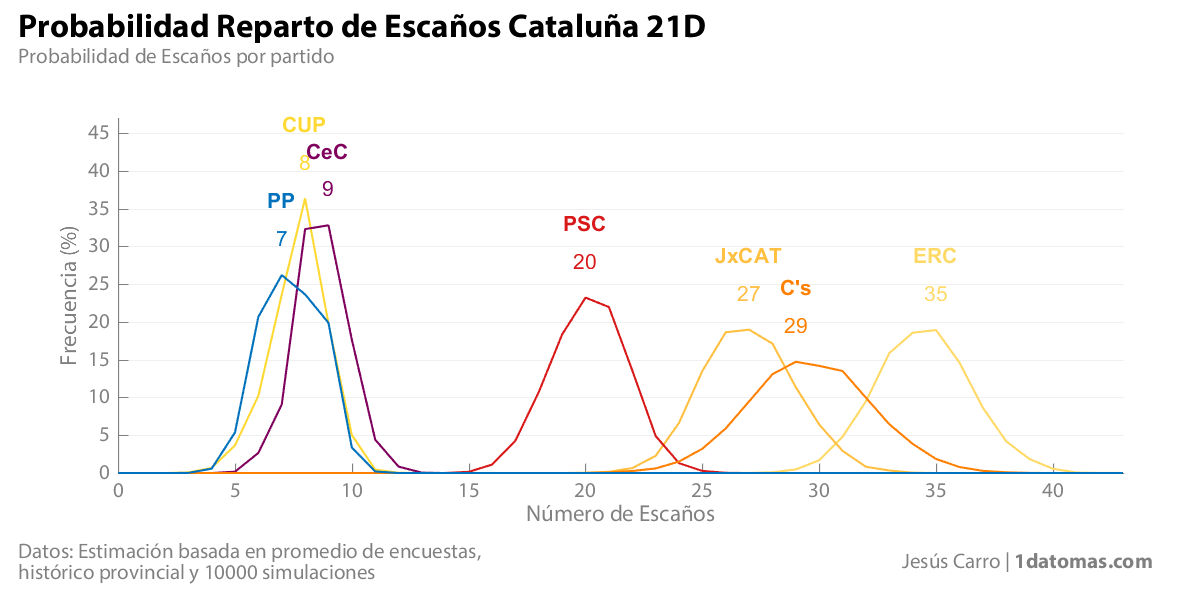 Probabilidad Reparto de Escaños Cataluña 21D
Probabilidad de Escaños por partido
CUP
8
CeC
9
PP
7
PSC
20
JxCAT
27
C's
29
ERC
35
Frecuencia (%)
45
40
35
30
25
20
15
10
5
0
0 5 10 15 20 25 30 35 40
Número de Escaños
Datos: Estimación basada en promedio de encuestas,
histórico provincial y 10000 simulaciones
Jesús Carro | 1datomas.com